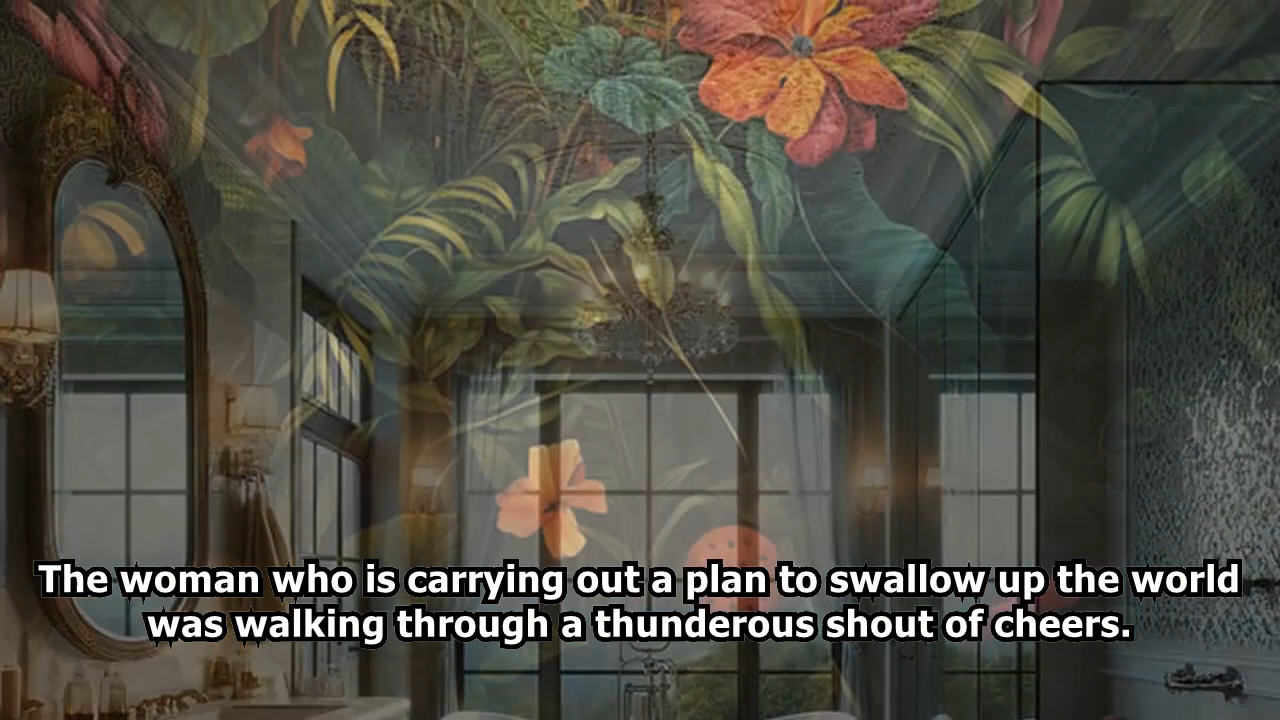 The woman who is carrying out a plan to swallow up the world
was walking through a thunderous shout of cheers.